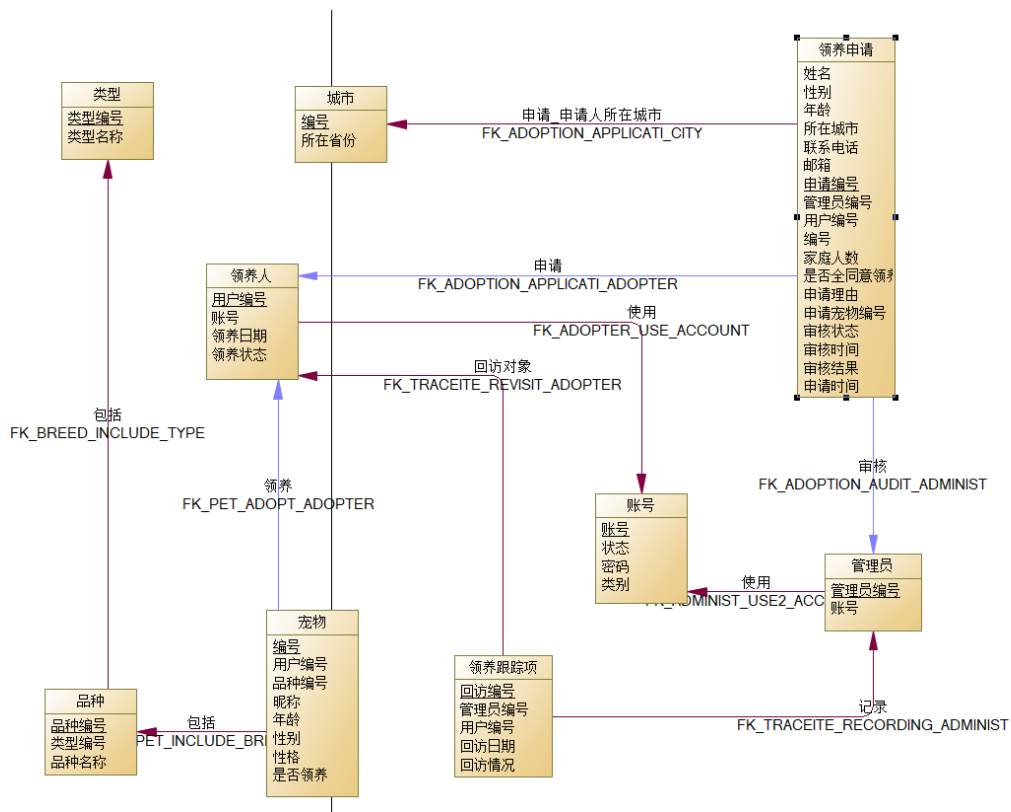 类型
类型编号
类型名称
城市
编号
所在省份
领养申请
姓名
性别
年龄
所在城市
联系电话
邮箱
申请编号
管理员编号
用户编号
编号
家庭人数
是否全同意领养
申请理由
申请宠物编号
审核状态
审核时间
审核结果
申请时间
申请_申请人所在城市
FK_ADOPTION_APPLICATI_CITY
领养人
用户编号
账号
领养日期
领养状态
申请
FK_ADOPTION_APPLICATI_ADOPTER
使用
FK_ADOPTER_USE_ACCOUNT
回访对象
FK_TRACEITE_REVISIT_ADOPTER
包括
FK_BREED_INCLUDE_TYPE
领养
FK_PET_ADOPT_ADOPTER
审核
FK_ADOPTION_AUDIT_ADMINIST
账号
账号
状态
密码
类别
管理员
管理员编号
账号
使用
FK_ADMINIST_USE2_ACC
宠物
编号
用户编号
品种编号
昵称
年龄
性别
性格
是否领养
领养跟踪项
回访编号
管理员编号
用户编号
回访日期
回访情况
记录
FK_TRACEITE_RECORDING_ADMINIST
品种
品种编号
类型编号
品种名称
包括
PET_INCLUDE_BRE